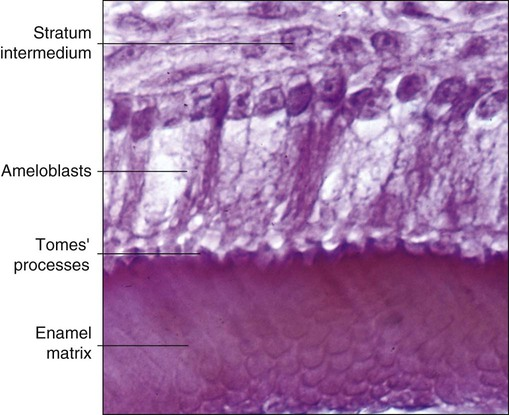 Stratum
intermedium
Ameloblasts
Tomes'
processes
Enamel
matrix